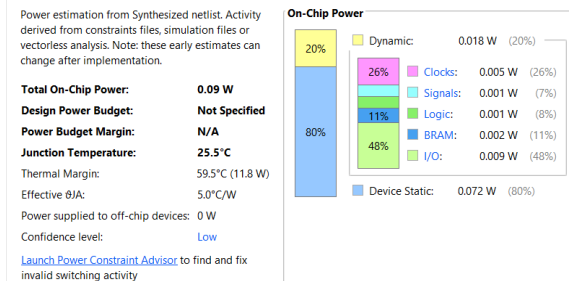 Power estimation from Synthesized netlist. Activity
derived from constraints files, simulation files or
vectorless analysis. Note: these early estimates can
change after implementation.
Total On-Chip Power: 0.09 W
Design Power Budget: Not Specified
Power Budget Margin: N/A
Junction Temperature: 25.5°C
Thermal Margin: 59.5°C (11.8 W)
Effective ϑJA: 5.0°C/W
Power supplied to off-chip devices: 0 W
Confidence level: Low
Launch Power Constraint Advisor to find and fix
invalid switching activity
On-Chip Power
20%
80%
Dynamic: 0.018 W (20%)
26%
11%
48%
Clocks: 0.005 W (26%)
Signals: 0.001 W (7%)
Logic: 0.001 W (8%)
BRAM: 0.002 W (11%)
I/O: 0.009 W (48%)
Device Static: 0.072 W (80%)